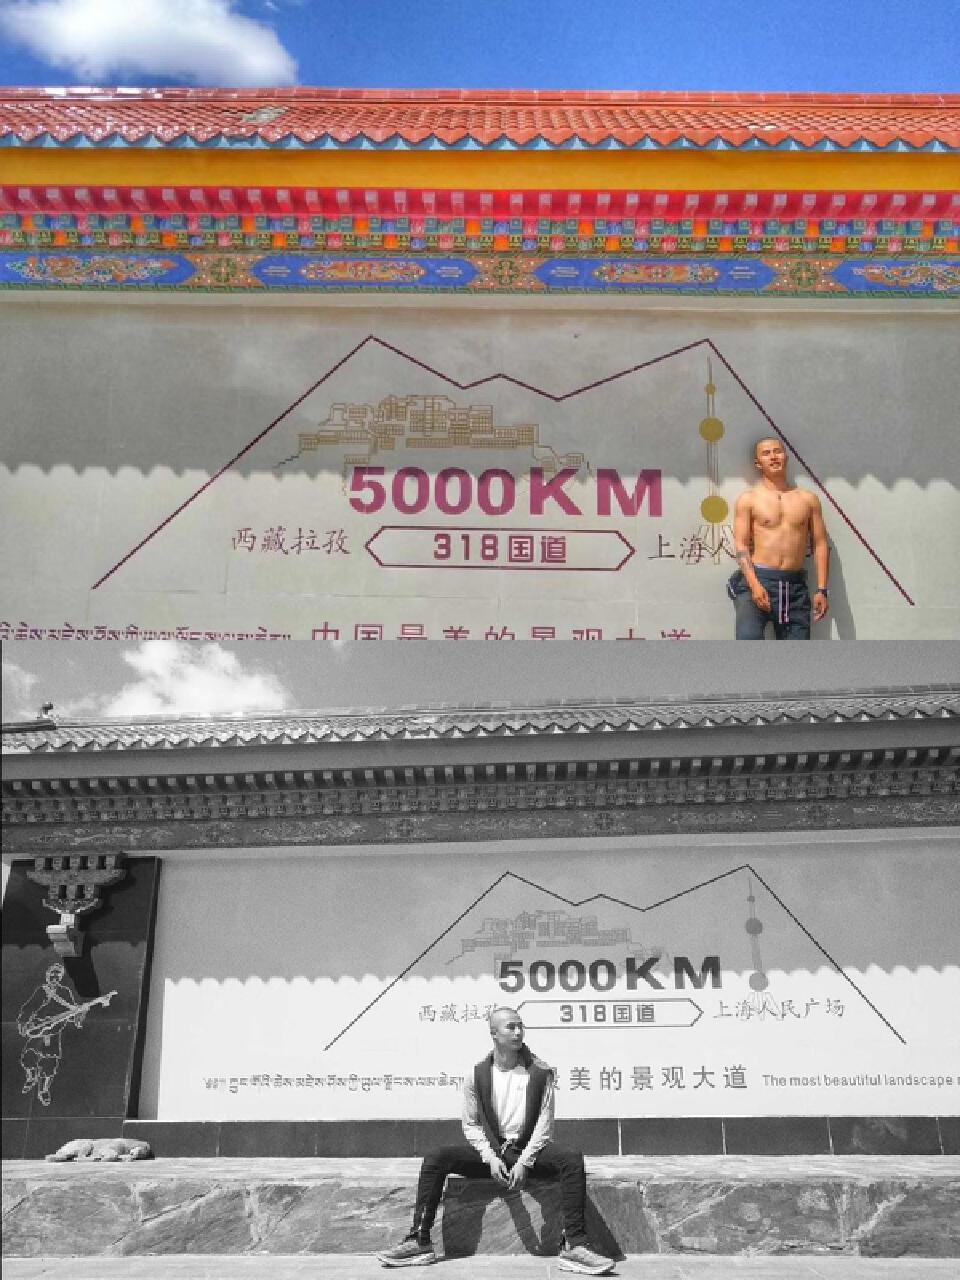 5000KM
西藏拉孜 318国道 上海人
中国最美的景观大道
5000KM
西藏拉孜 318国道 上海人民广场
最美的景观大道 The most beautiful landscape